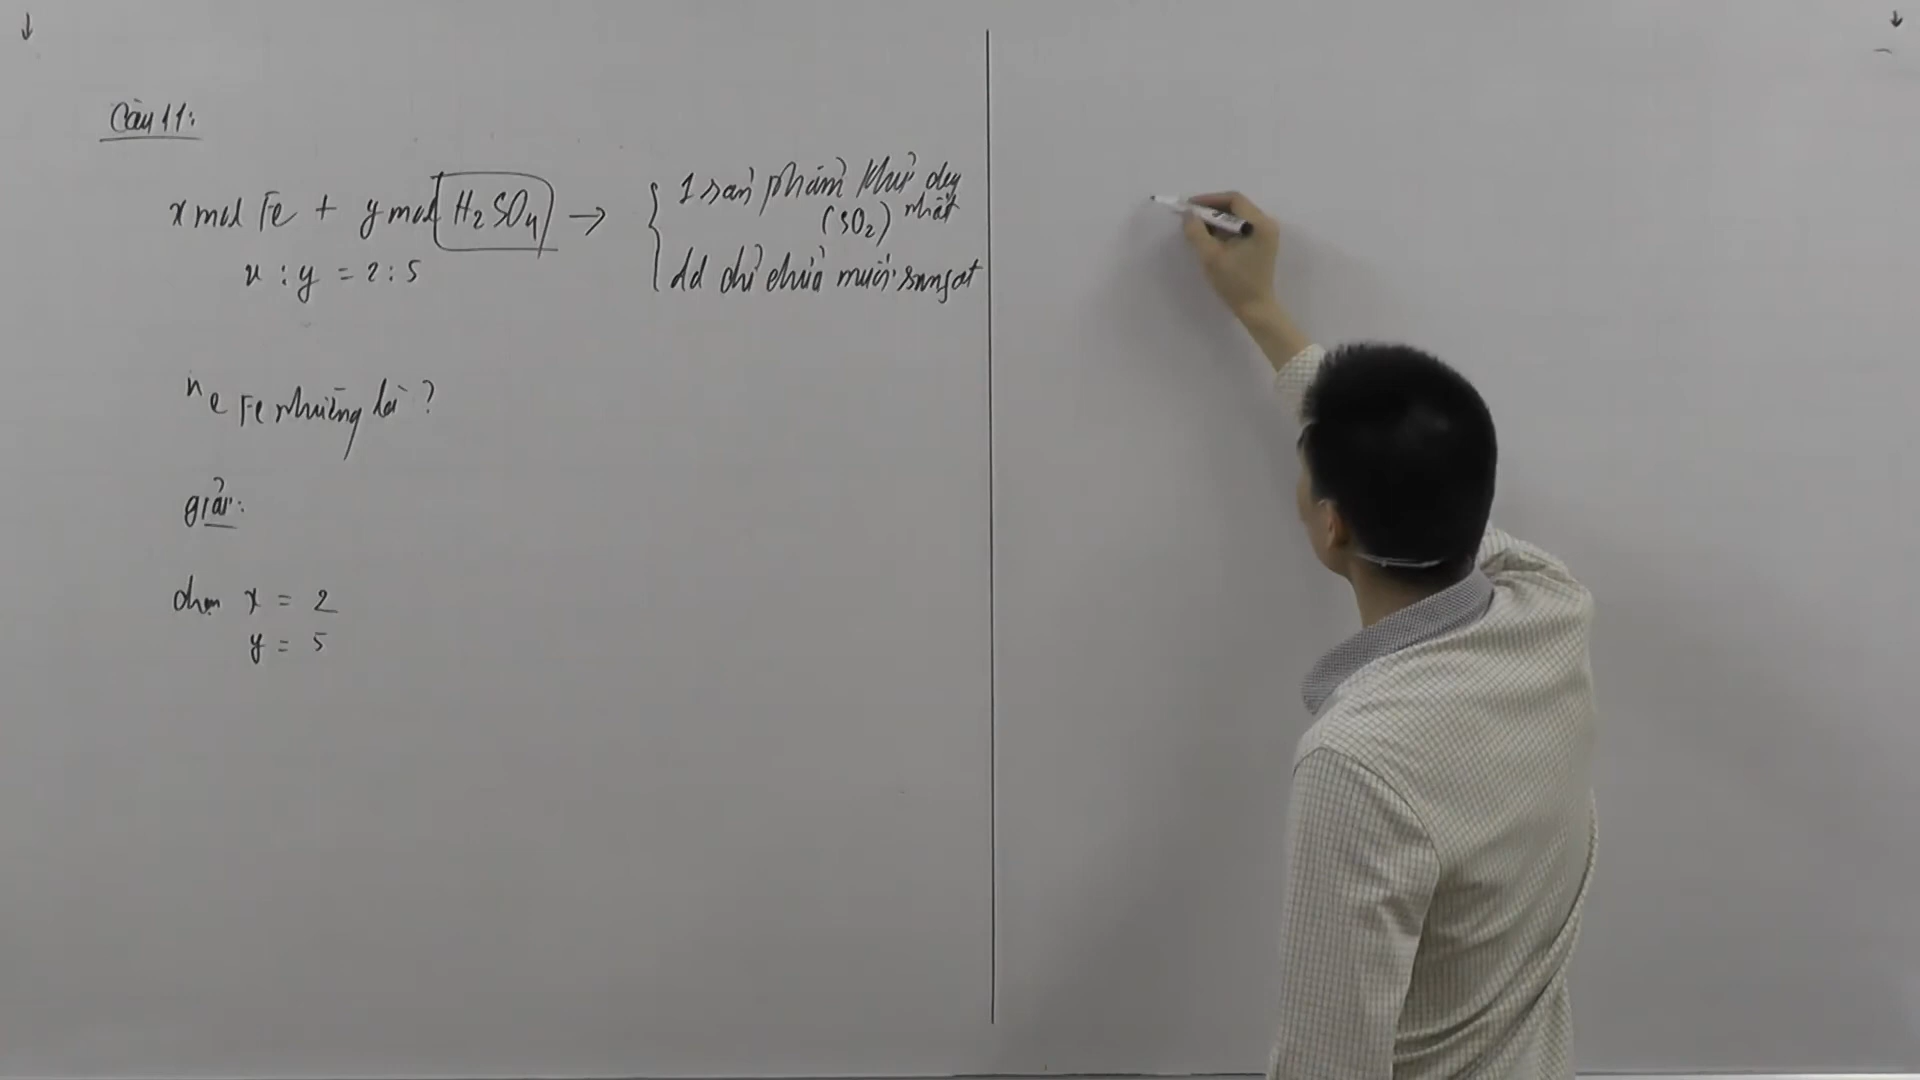 Câu 11:
x mol Fe + y mol H₂SO₄ → { 1 sản phẩm khử duy nhất
(SO₂)
x : y = 2 : 5
dd chỉ chứa muối sunfat
n e Fe nhường là ?
giải:
chọn x = 2
y = 5